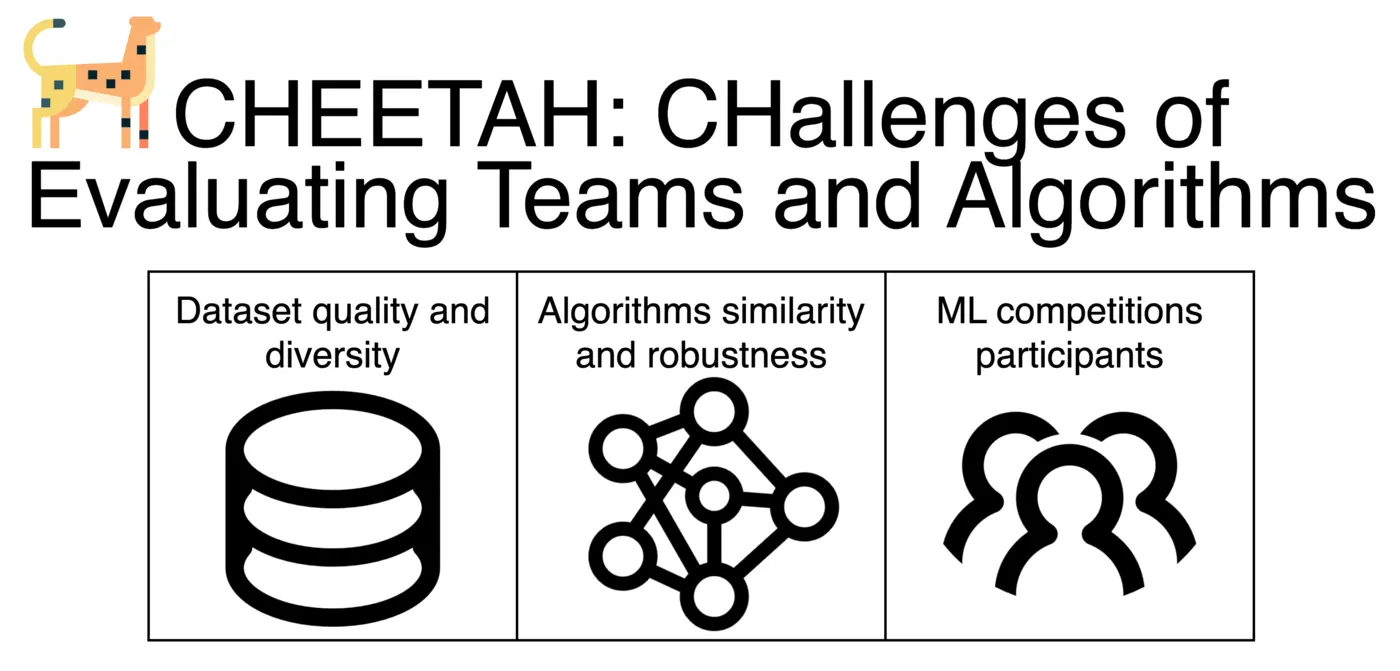 CHEETAH: CHallenges of
Evaluating Teams and Algorithms
Dataset quality and
diversity
Algorithms similarity
and robustness
ML competitions
participants